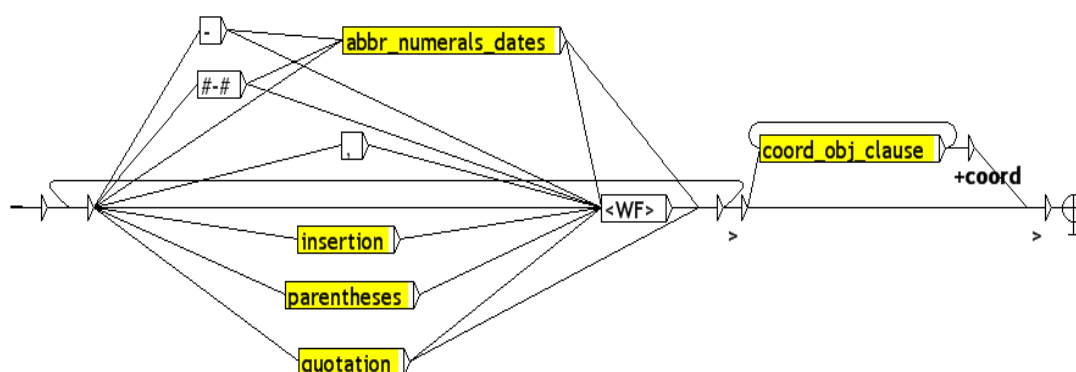 -
abbr_numerals_dates
#-#
,
coord_obj_clause
+coord
<WF>
>
>
insertion
parentheses
quotation